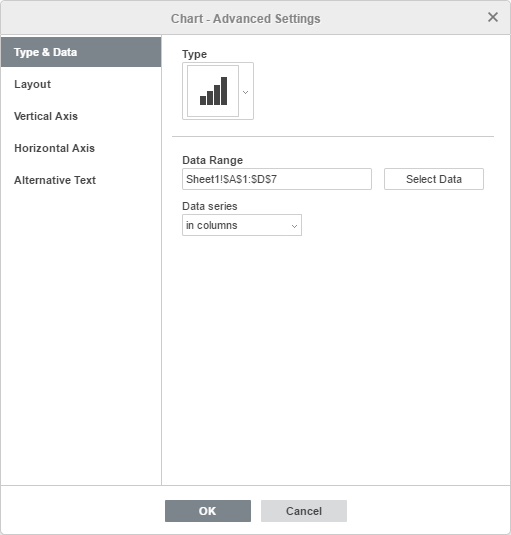 Chart - Advanced Settings
Type & Data
Layout
Vertical Axis
Horizontal Axis
Alternative Text
Type
Data Range
Sheet1!$A$1:$D$7
Select Data
Data series
in columns
OK
Cancel